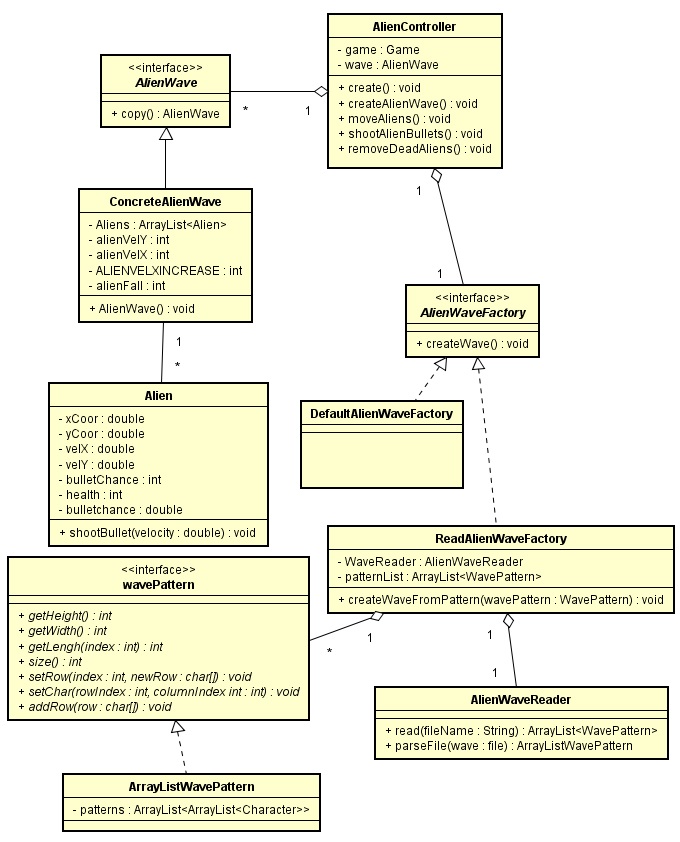 AlienController
- game : Game
- wave : AlienWave
+ create() : void
+ createAlienWave() : void
+ moveAliens() : void
+ shootAlienBullets() : void
+ removeDeadAliens() : void
<<interface>>
AlienWave
+ copy() : AlienWave
*
1
ConcreteAlienWave
- Aliens : ArrayList<Alien>
- alienVelY : int
- alienVelX : int
- ALIENVELXINCREASE : int
- alienFall : int
+ AlienWave() : void
1
*
1
1
<<interface>>
AlienWaveFactory
+ createWave() : void
Alien
- xCoor : double
- yCoor : double
- velX : double
- velY : double
- bulletChance : int
- health : int
- bulletchance : double
+ shootBullet(velocity : double) : void
DefaultAlienWaveFactory
ReadAlienWaveFactory
- WaveReader : AlienWaveReader
- patternList : ArrayList<WavePattern>
+ createWaveFromPattern(wavePattern : WavePattern) : void
<<interface>>
wavePattern
+ getHeight() : int
+ getWidth() : int
+ getLengh(index : int) : int
+ size() : int
+ setRow(index : int, newRow : char[]) : void
+ setChar(rowIndex : int, columnIndex int : int) : void
+ addRow(row : char[]) : void
1
*
1
1
AlienWaveReader
+ read(fileName : String) : ArrayList<WavePattern>
+ parseFile(wave : file) : ArrayListWavePattern
ArrayListWavePattern
- patterns : ArrayList<ArrayList<Character>>